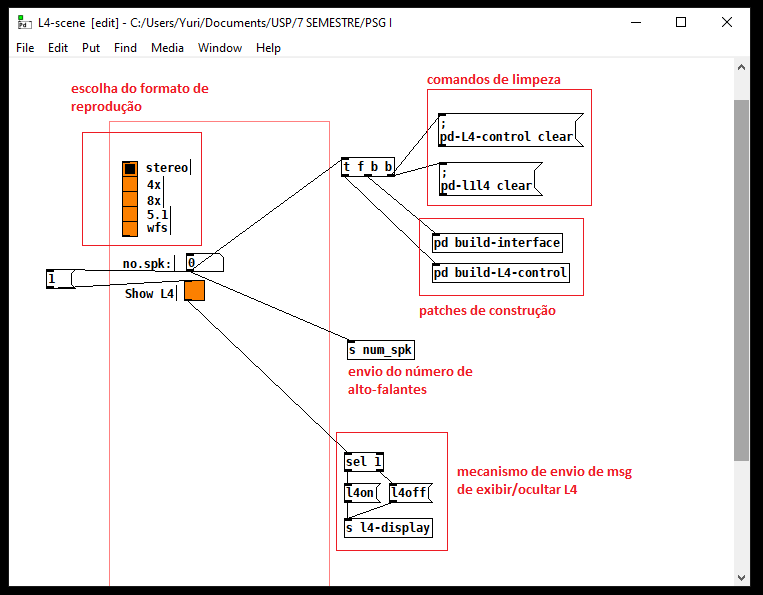 L4-scene [edit] - C:/Users/Yuri/Documents/USP/7 SEMESTRE/PSG I
File Edit Put Find Media Window Help
escolha do formato de
reprodução
stereo
4x
8x
5.1
wfs
no.spk:
0
1
Show L4
t f b b
comandos de limpeza
;
pd-L4-control clear
;
pd-l1l4 clear
pd build-interface
pd build-L4-control
patches de construção
s num_spk
envio do número de
alto-falantes
sel 1
l4on
l4off
s l4-display
mecanismo de envio de msg
de exibir/ocultar L4